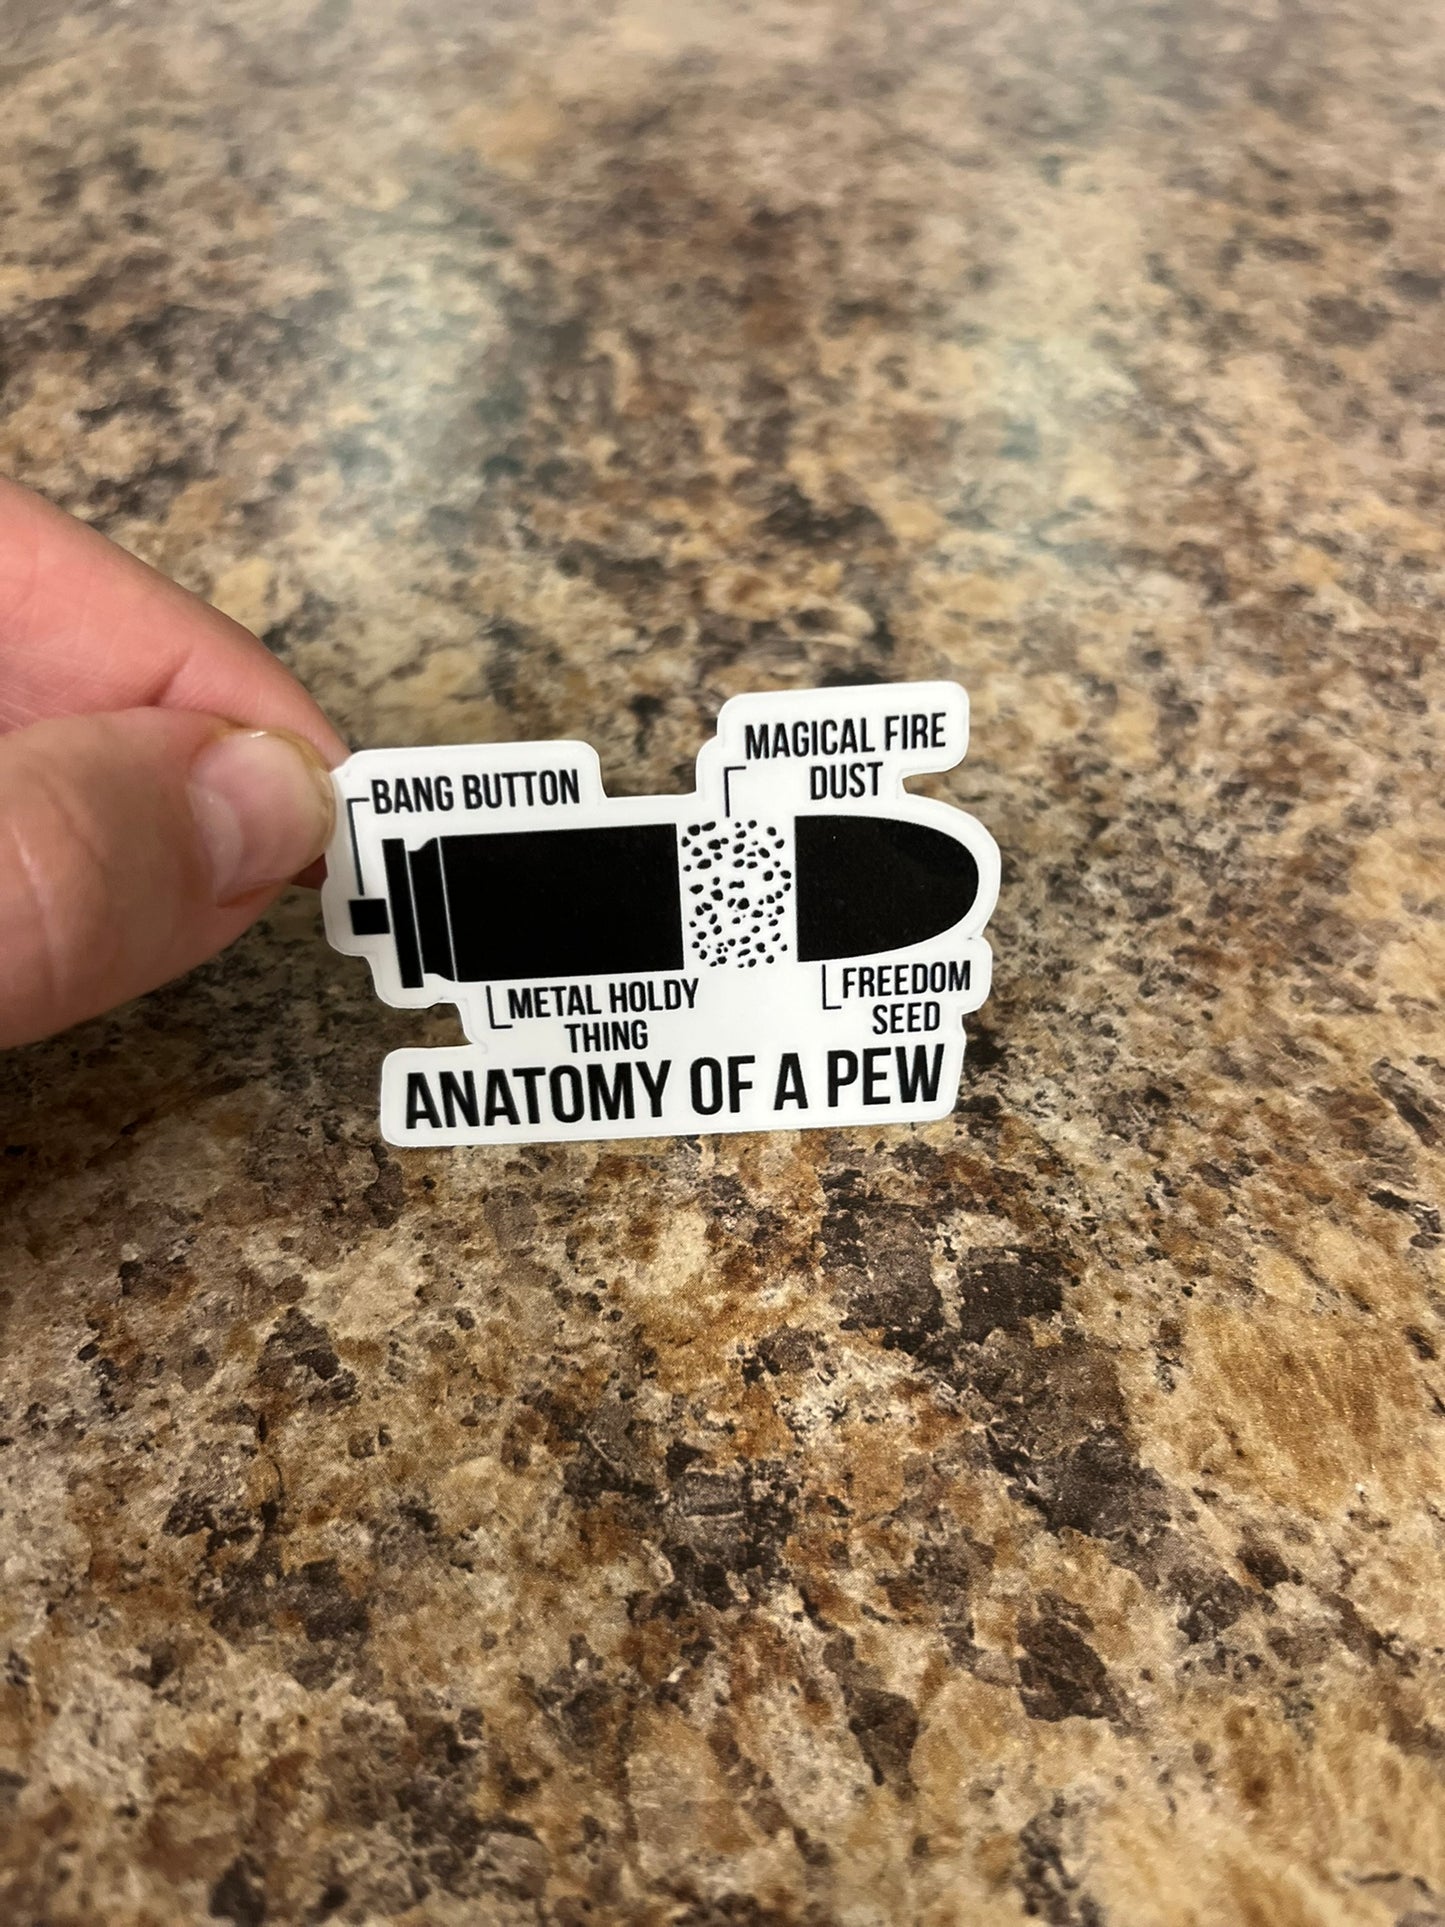 MAGICAL FIRE
DUST
BANG BUTTON
METAL HOLDY
THING
FREEDOM
SEED
ANATOMY OF A PEW